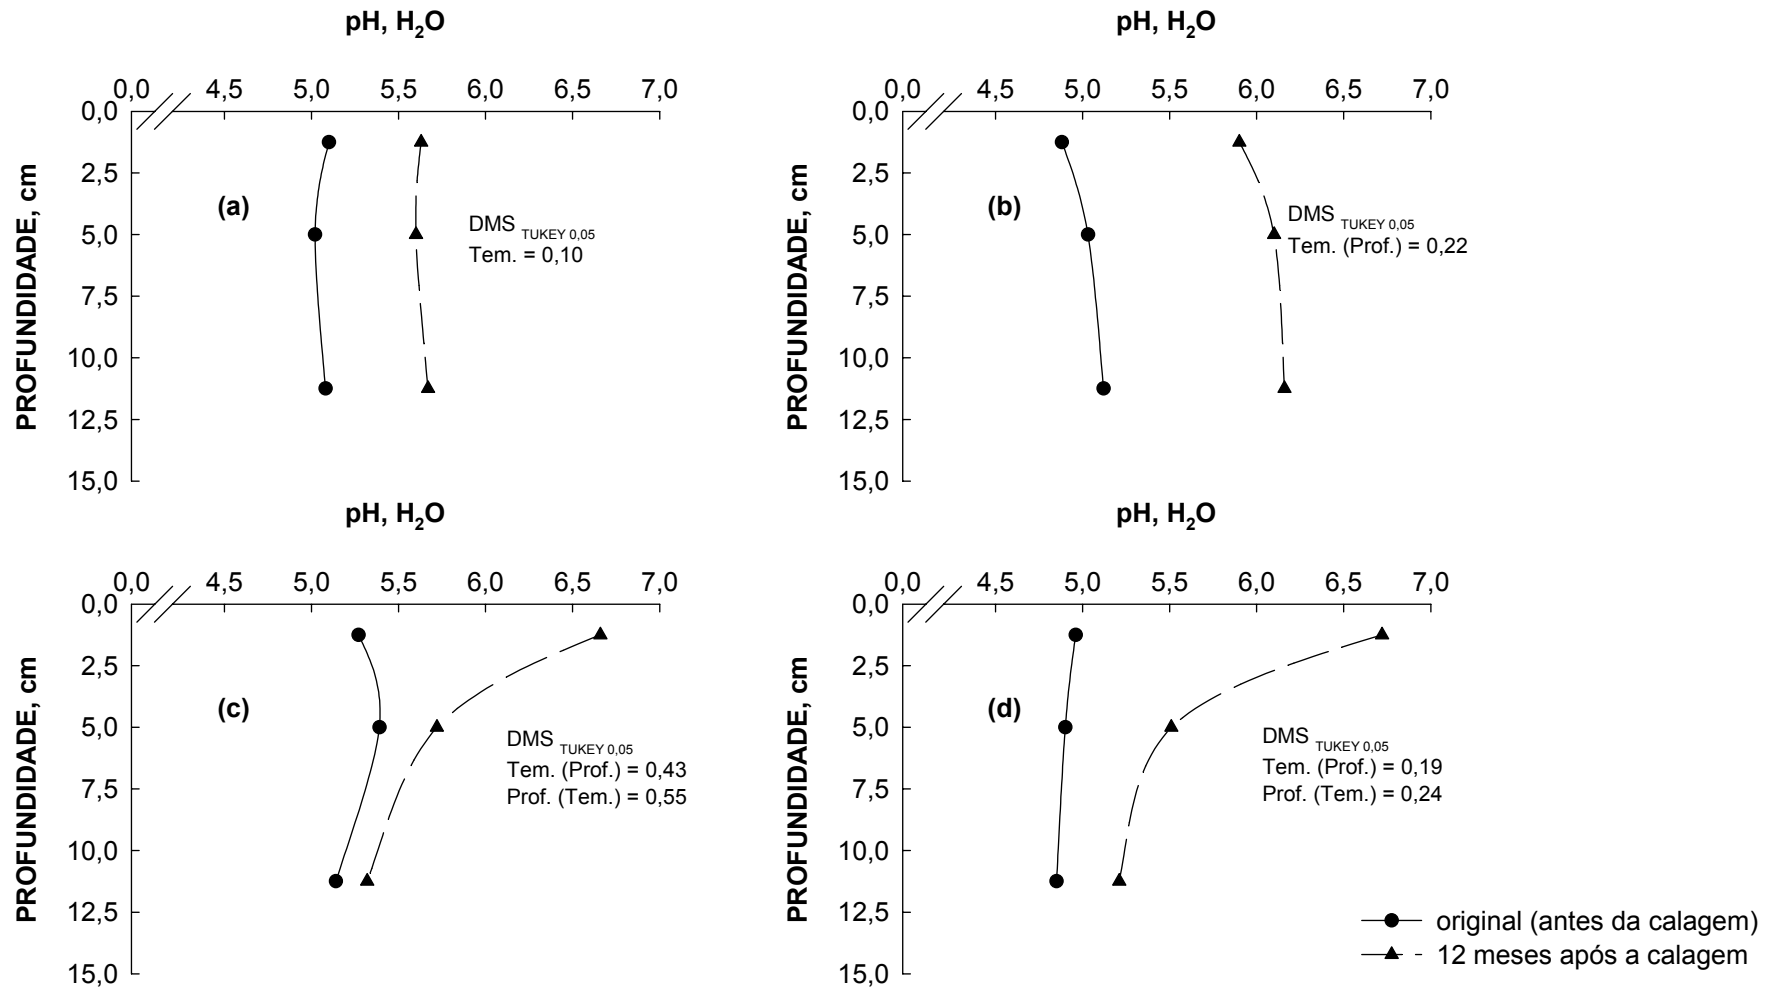 pH, H₂O
0,0 4,5 5,0 5,5 6,0 6,5 7,0
PROFUNDIDADE, cm
0,0
2,5
5,0
7,5
10,0
12,5
15,0
(a)
DMS TUKEY 0,05
Tem. = 0,10
pH, H₂O
0,0 4,5 5,0 5,5 6,0 6,5 7,0
PROFUNDIDADE, cm
0,0
2,5
5,0
7,5
10,0
12,5
15,0
(b)
DMS TUKEY 0,05
Tem. (Prof.) = 0,22
pH, H₂O
0,0 4,5 5,0 5,5 6,0 6,5 7,0
PROFUNDIDADE, cm
0,0
2,5
5,0
7,5
10,0
12,5
15,0
(c)
DMS TUKEY 0,05
Tem. (Prof.) = 0,43
Prof. (Tem.) = 0,55
pH, H₂O
0,0 4,5 5,0 5,5 6,0 6,5 7,0
PROFUNDIDADE, cm
0,0
2,5
5,0
7,5
10,0
12,5
15,0
(d)
DMS TUKEY 0,05
Tem. (Prof.) = 0,19
Prof. (Tem.) = 0,24
original (antes da calagem)
12 meses após a calagem